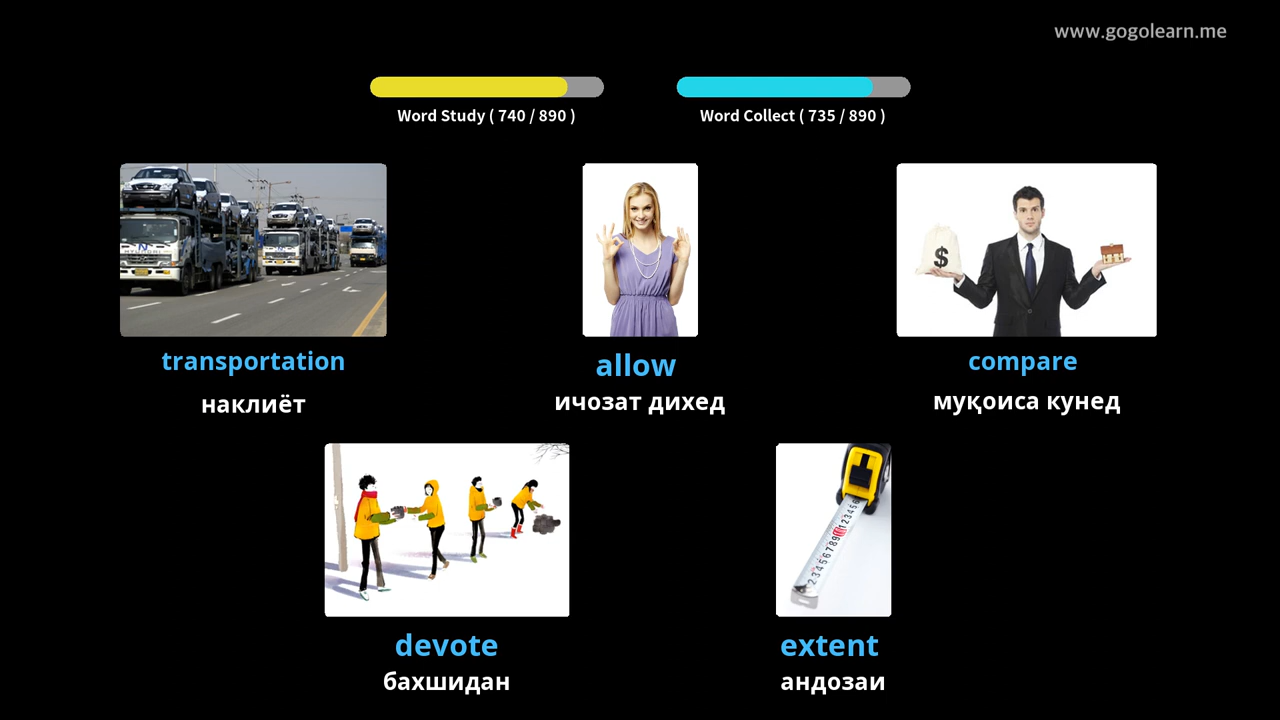 www.gogolearn.me
Word Study ( 740 / 890 )
Word Collect ( 735 / 890 )
transportation
наклиёт
allow
ичозат дихед
compare
муқоиса кунед
devote
бахшидан
extent
андозаи